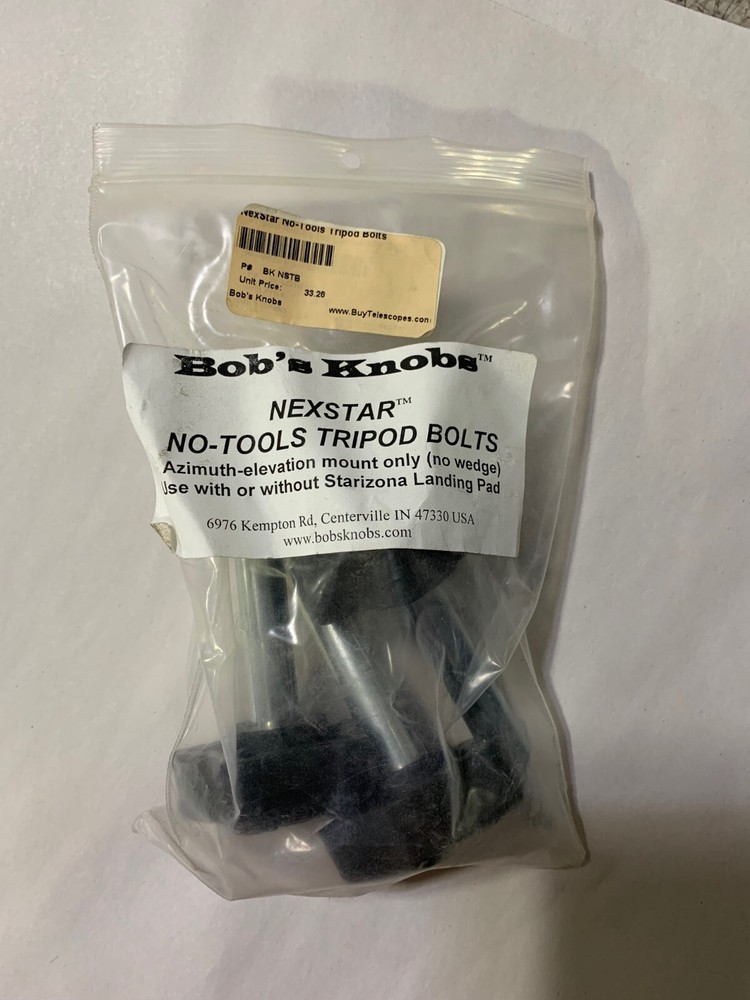 NexStar No-Tools Tripod Bolts
P# BK NSTB
Unit Price: 33.26
Bob's Knobs
www.BuyTelescopes.com
Bob's Knobs™
NEXSTAR™
NO-TOOLS TRIPOD BOLTS
Azimuth-elevation mount only (no wedge)
Use with or without Starizona Landing Pad
6976 Kempton Rd, Centerville IN 47330 USA
www.bobsknobs.com